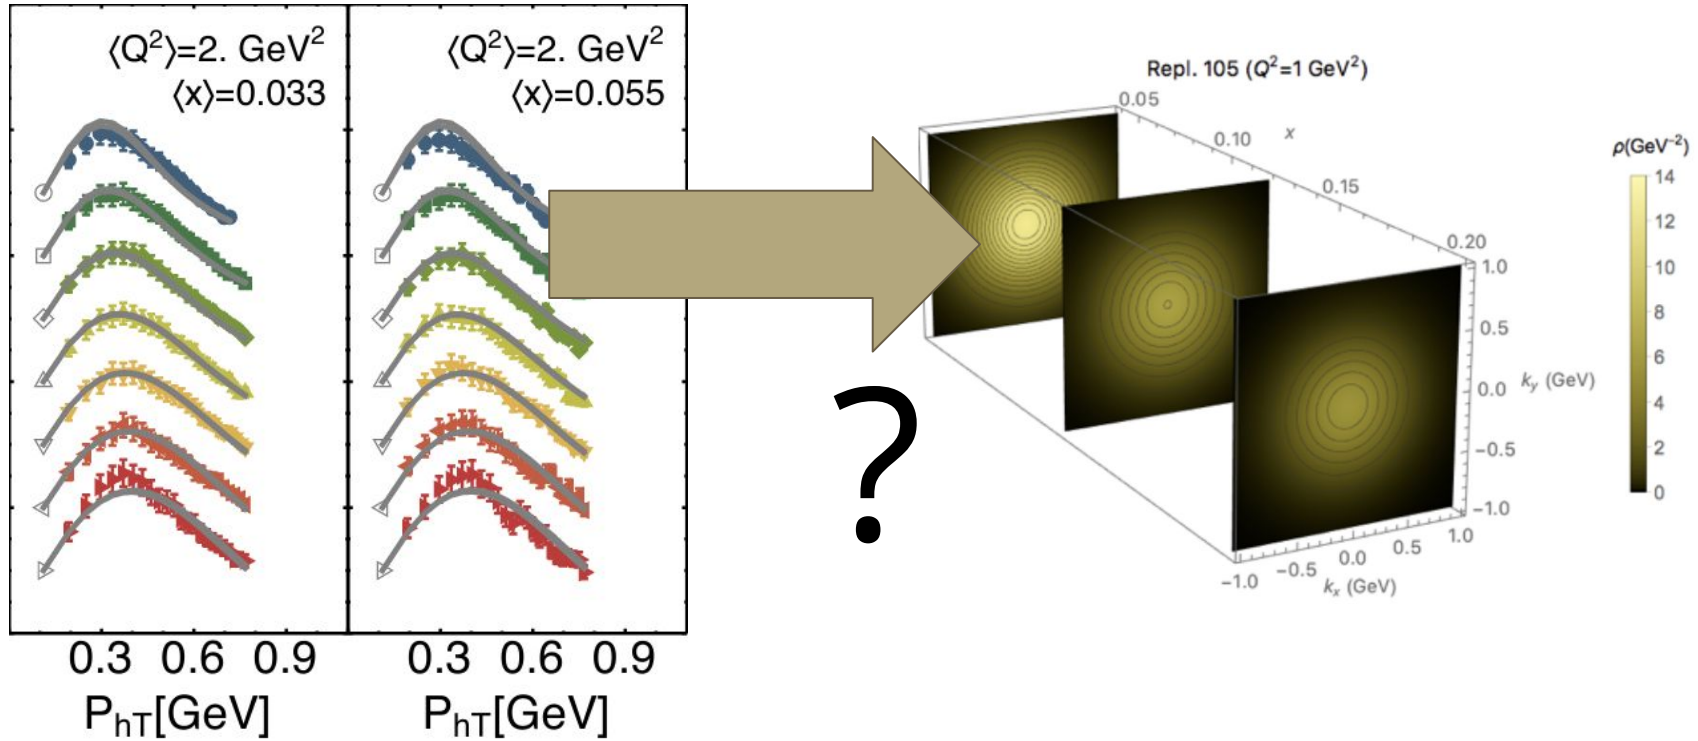 ⟨Q²⟩=2. GeV²
⟨x⟩=0.033
⟨Q²⟩=2. GeV²
⟨x⟩=0.055
0.3 0.6 0.9
0.3 0.6 0.9
P_hT[GeV]
P_hT[GeV]
?
Repl. 105 (Q²=1 GeV²)
0.05
0.10
x
0.15
0.20
1.0
0.5
0.0
k_y (GeV)
−0.5
−1.0
−1.0 −0.5 0.0 0.5 1.0
k_x (GeV)
ρ(GeV⁻²)
14
12
10
8
6
4
2
0